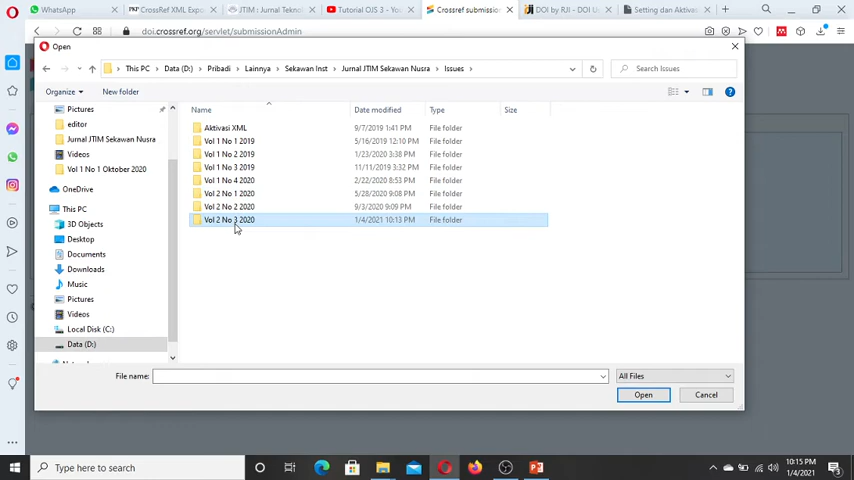 WhatsApp
CrossRef XML Expo
JTIM : Jurnal Teknol
Tutorial OJS 3 - You
Crossref submission
DOI by RJI - DOI Us
Setting dan Aktivas
doi.crossref.org/servlet/submissionAdmin
Open
This PC > Data (D:) > Pribadi > Lainnya > Sekawan Inst > Jurnal JTIM Sekawan Nusra > Issues >
Search Issues
Organize
New folder
Name
Date modified
Type
Size
Pictures
editor
Jurnal JTIM Sekawan Nusra
Videos
Vol 1 No 1 Oktober 2020
OneDrive
This PC
3D Objects
Desktop
Documents
Downloads
Music
Pictures
Videos
Local Disk (C:)
Data (D:)
Aktivasi XML 9/7/2019 1:41 PM File folder
Vol 1 No 1 2019 5/16/2019 12:10 PM File folder
Vol 1 No 2 2019 1/23/2020 3:38 PM File folder
Vol 1 No 3 2019 11/11/2019 3:32 PM File folder
Vol 1 No 4 2020 2/22/2020 8:53 PM File folder
Vol 2 No 1 2020 5/28/2020 9:08 PM File folder
Vol 2 No 2 2020 9/3/2020 9:09 PM File folder
Vol 2 No 3 2020 1/4/2021 10:13 PM File folder
File name:
All Files
Open
Cancel
Type here to search
10:15 PM
1/4/2021
3